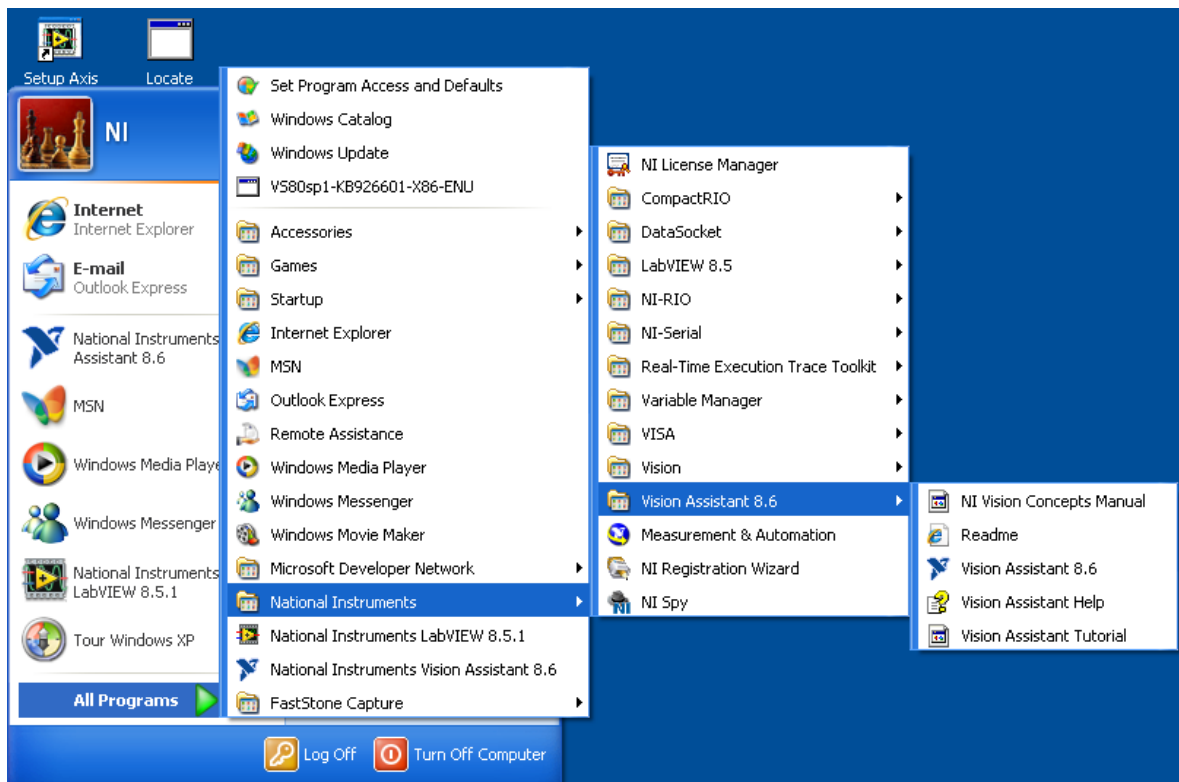 Setup Axis
Locate
NI
Internet
Internet Explorer
E-mail
Outlook Express
National Instruments
Assistant 8.6
MSN
Windows Media Playe
Windows Messenger
National Instruments
LabVIEW 8.5.1
Tour Windows XP
All Programs
Log Off
Turn Off Computer
Set Program Access and Defaults
Windows Catalog
Windows Update
VS80sp1-KB926601-X86-ENU
Accessories
Games
Startup
Internet Explorer
MSN
Outlook Express
Remote Assistance
Windows Media Player
Windows Messenger
Windows Movie Maker
Microsoft Developer Network
National Instruments
National Instruments LabVIEW 8.5.1
National Instruments Vision Assistant 8.6
FastStone Capture
NI License Manager
CompactRIO
DataSocket
LabVIEW 8.5
NI-RIO
NI-Serial
Real-Time Execution Trace Toolkit
Variable Manager
VISA
Vision
Vision Assistant 8.6
Measurement & Automation
NI Registration Wizard
NI Spy
NI Vision Concepts Manual
Readme
Vision Assistant 8.6
Vision Assistant Help
Vision Assistant Tutorial